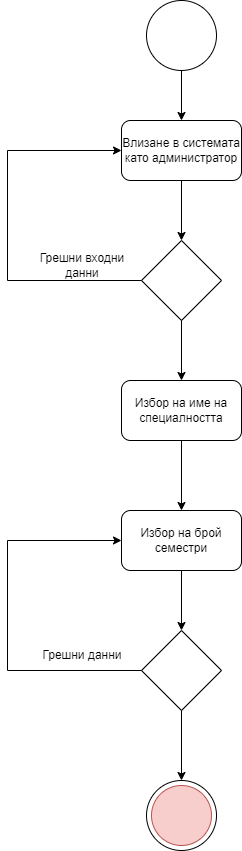 Влизане в системата
като администратор
Грешни входни
данни
Избор на име на
специалността
Избор на брой
семестри
Грешни данни